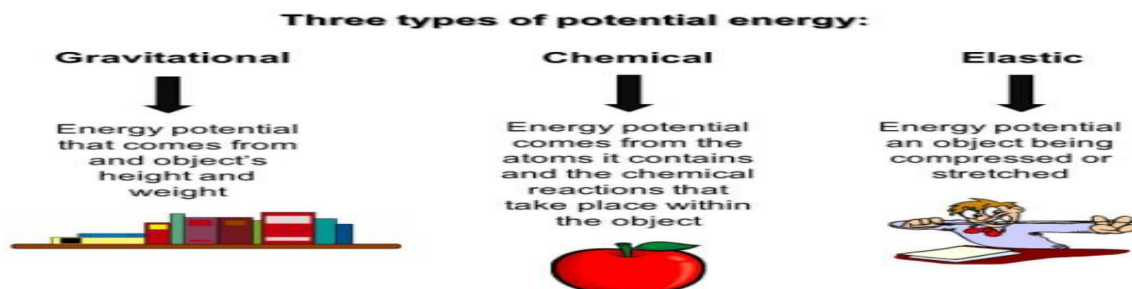 Three types of potential energy:
Gravitational
Energy potential
that comes from
and object's
height and
weight
Chemical
Energy potential
comes from the
atoms it contains
and the chemical
reactions that
take place within
the object
Elastic
Energy potential
an object being
compressed or
stretched